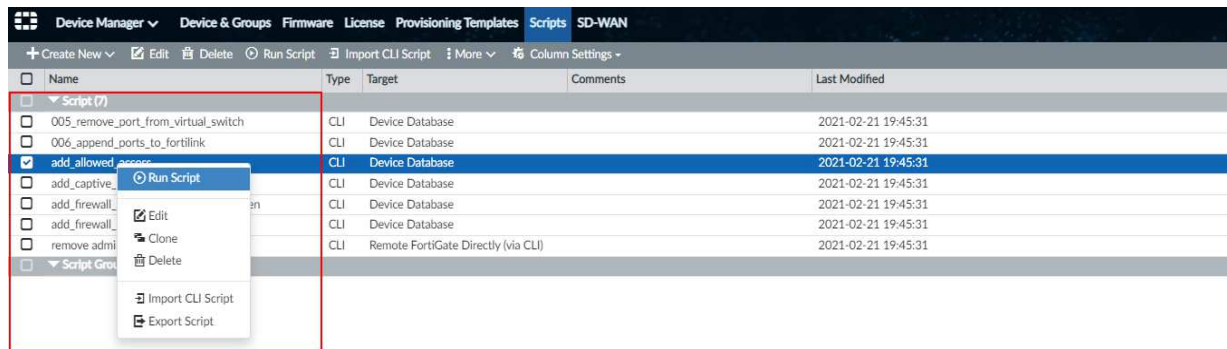 Device Manager Device & Groups Firmware License Provisioning Templates Scripts SD-WAN
Create New Edit Delete Run Script Import CLI Script More Column Settings
Name Type Target Comments Last Modified
Script (7)
005_remove_port_from_virtual_switch CLI Device Database 2021-02-21 19:45:31
006_append_ports_to_fortilink CLI Device Database 2021-02-21 19:45:31
add_allowed_access CLI Device Database 2021-02-21 19:45:31
add_captive_ CLI Device Database 2021-02-21 19:45:31
add_firewall_ en CLI Device Database 2021-02-21 19:45:31
add_firewall_ CLI Device Database 2021-02-21 19:45:31
remove admi CLI Remote FortiGate Directly (via CLI) 2021-02-21 19:45:31
Script Grou
Run Script
Edit
Clone
Delete
Import CLI Script
Export Script